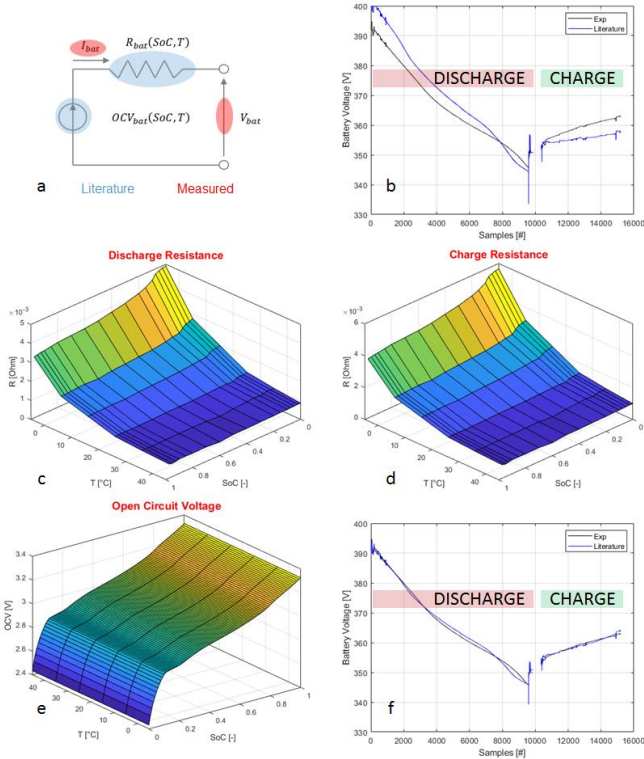 I_bat
R_bat(SoC,T)
OCV_bat(SoC,T)
V_bat
a
Literature
Measured
400
390
380
370
360
350
340
330
Battery Voltage [V]
Exp
Literature
DISCHARGE
CHARGE
b
0 2000 4000 6000 8000 10000 12000 14000 16000
Samples [#]
Discharge Resistance
× 10⁻³
5
4
3
2
1
0
R [Ohm]
0
10
20
30
40
T [°C]
1
0.8
0.6
0.4
0.2
0
SoC [-]
c
Charge Resistance
× 10⁻³
6
4
2
0
R [Ohm]
0
10
20
30
40
T [°C]
1
0.8
0.6
0.4
0.2
0
SoC [-]
d
Open Circuit Voltage
3.4
3.2
3
2.8
2.6
2.4
OCV [V]
40
30
20
10
0
T [°C]
0
0.2
0.4
0.6
0.8
1
SoC [-]
e
400
390
380
370
360
350
340
330
Battery Voltage [V]
Exp
Literature
DISCHARGE
CHARGE
f
0 2000 4000 6000 8000 10000 12000 14000 16000
Samples [#]